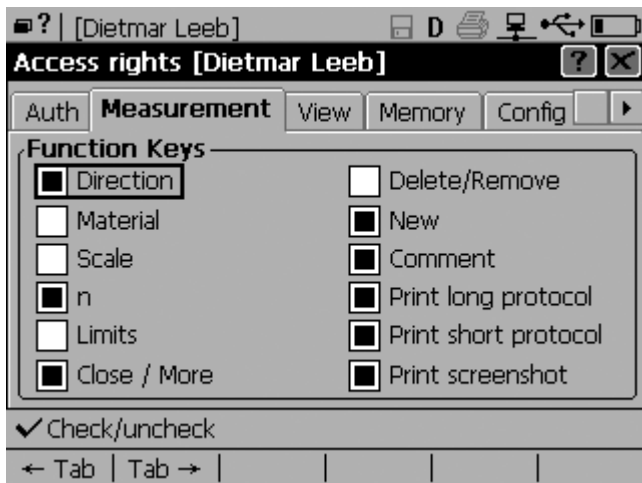 ? [Dietmar Leeb] D
Access rights [Dietmar Leeb] ? X
Auth Measurement View Memory Config
Function Keys
Direction
Material
Scale
n
Limits
Close / More
Delete/Remove
New
Comment
Print long protocol
Print short protocol
Print screenshot
Check/uncheck
← Tab Tab →